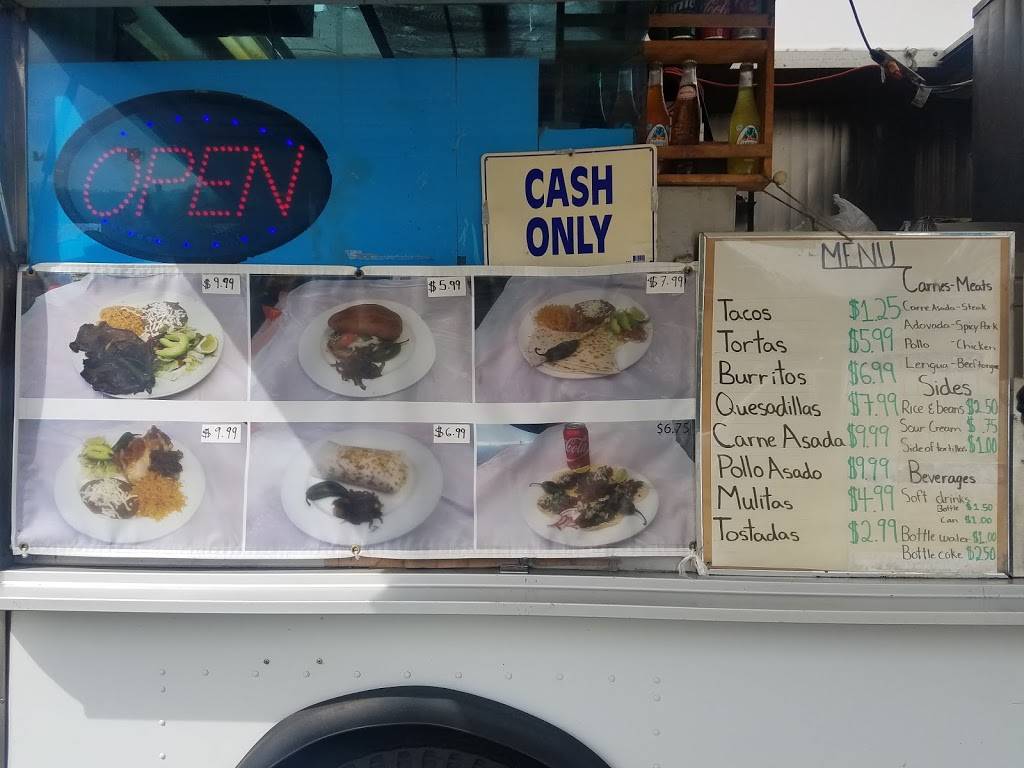 OPEN
CASH
ONLY
$9.99
$5.99
$7.99
$9.99
$6.99
$6.75
MENU
Tacos $1.25
Tortas $5.99
Burritos $6.99
Quesadillas $7.99
Carne Asada $9.99
Pollo Asado $9.99
Mulitas $4.99
Tostadas $2.99
Carnes-Meats
Carne Asada-Steak
Adovada-Spicy Pork
Pollo -Chicken
Lengua-Beef tongue
Sides
Rice & beans $2.50
Sour Cream $.75
Side of tortillas $1.00
Beverages
Soft drinks
Bottle $1.50
Can $1.00
Bottle water $1.00
Bottle coke $2.50